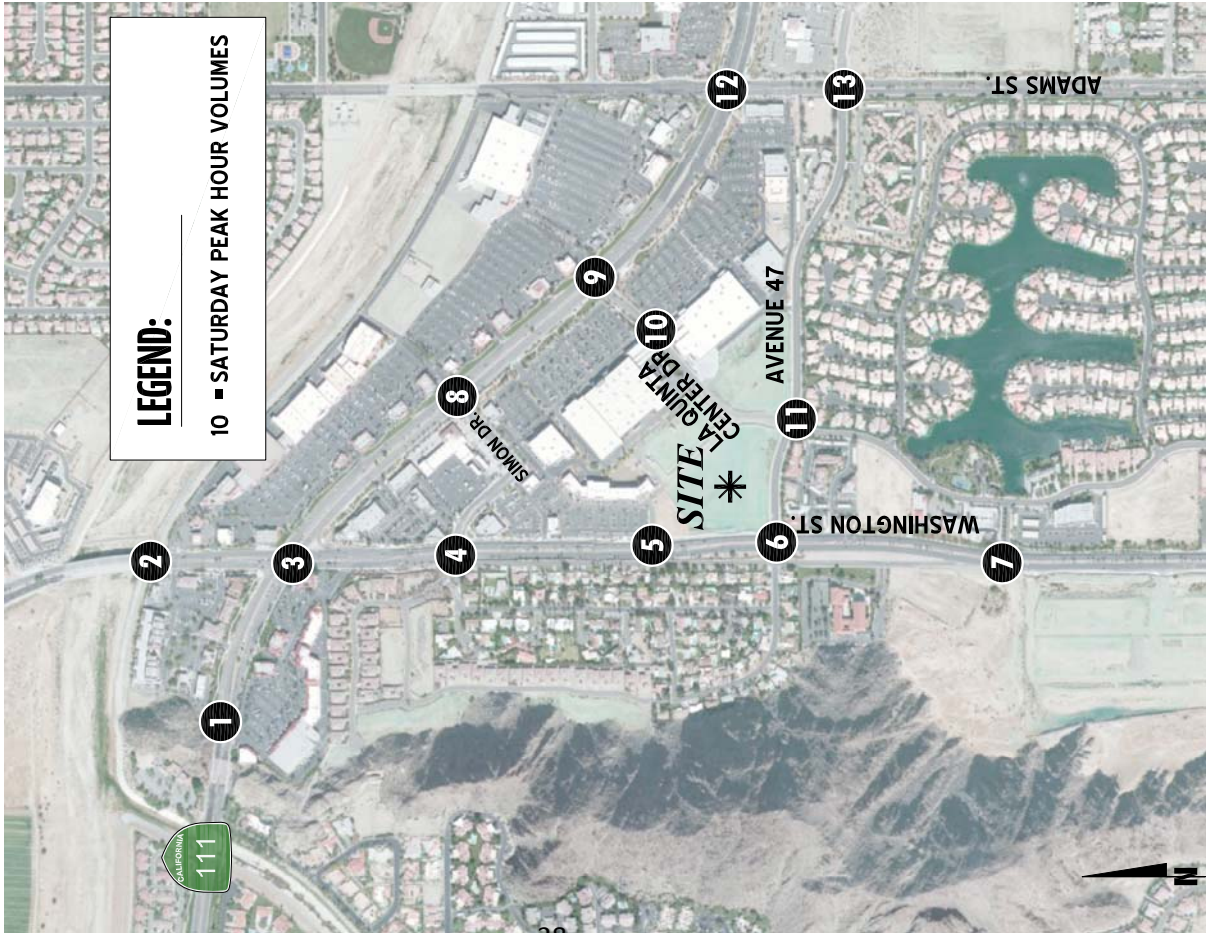 LEGEND:
10 = SATURDAY PEAK HOUR VOLUMES
2
3
1
CALIFORNIA
111
4
8
SIMON DR.
9
12
13
ADAMS ST.
10
LA QUINTA
CENTER DR.
AVENUE 47
11
SITE
5
6
WASHINGTON ST.
7
N